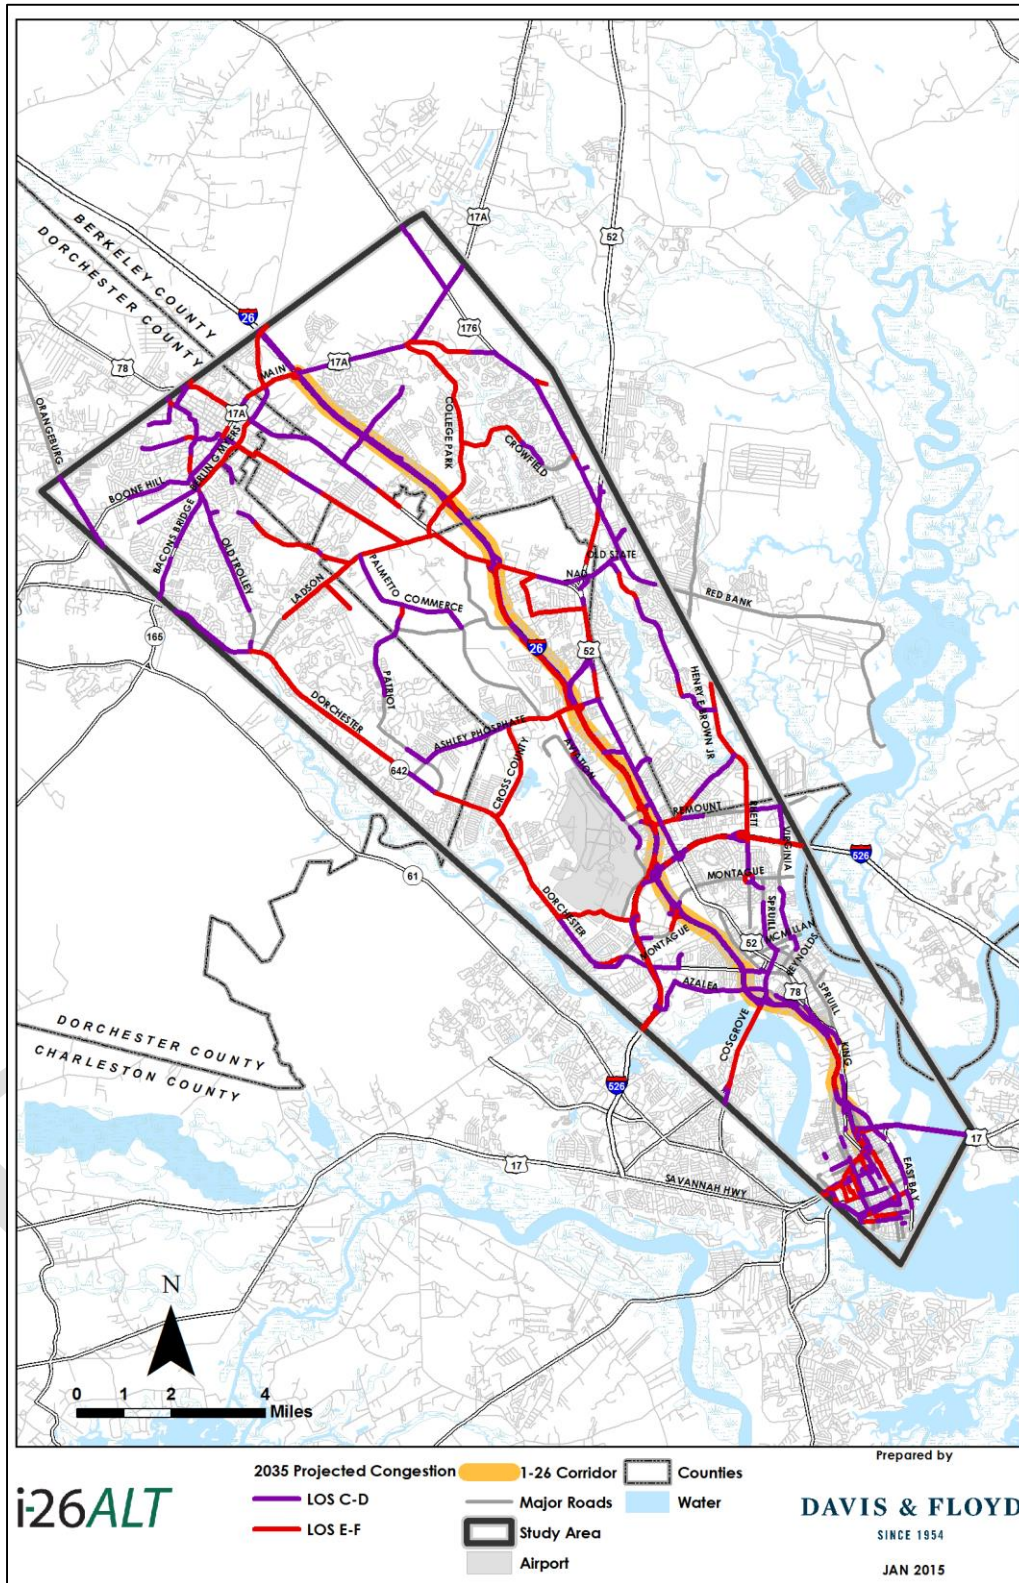 17A
52
BERKELEY COUNTY
DORCHESTER COUNTY
26
176
78
MAIN
17A
ORANGEBURG
17A
COLLEGE PARK
BERLIN G MYERS
CROWFIELD
BOONE HILL
BACONS BRIDGE
OLD TROLLEY
OLD STATE
NAD
LADSON
PALMETTO COMMERCE
RED BANK
165
26
52
PATRIOT
HENRY E BROWN JR
DORCHESTER
ASHLEY PHOSPHATE
AVIATION
642
CROSS COUNTY
REMOUNT
RHETT
VIRGINIA
526
61
MONTAGUE
DORCHESTER
SPRUILL
MCMILLAN
MONTAGUE
52
REYNOLDS
AZALEA
78
SPRUILL
COSGROVE
KING
DORCHESTER COUNTY
CHARLESTON COUNTY
526
17
17
EAST BAY
SAVANNAH HWY
N
0 1 2 4
Miles
2035 Projected Congestion
LOS C-D
LOS E-F
1-26 Corridor
Major Roads
Study Area
Airport
Counties
Water
i-26ALT
Prepared by
DAVIS & FLOYD
SINCE 1954
JAN 2015